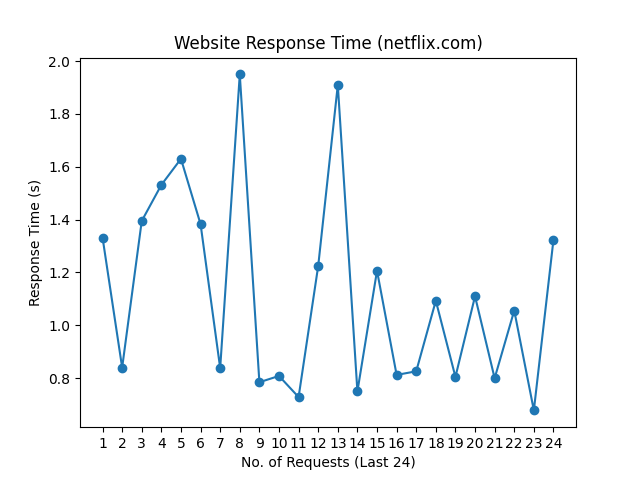 Website Response Time (netflix.com)
Response Time (s)
2.0
1.8
1.6
1.4
1.2
1.0
0.8
1 2 3 4 5 6 7 8 9 10 11 12 13 14 15 16 17 18 19 20 21 22 23 24
No. of Requests (Last 24)